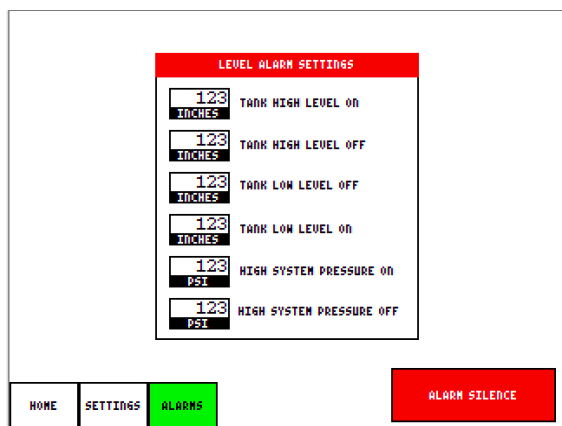 LEVEL ALARM SETTINGS
123 TANK HIGH LEVEL ON
INCHES
123 TANK HIGH LEVEL OFF
INCHES
123 TANK LOW LEVEL OFF
INCHES
123 TANK LOW LEVEL ON
INCHES
123 HIGH SYSTEM PRESSURE ON
PSI
123 HIGH SYSTEM PRESSURE OFF
PSI
HOME SETTINGS ALARMS ALARM SILENCE